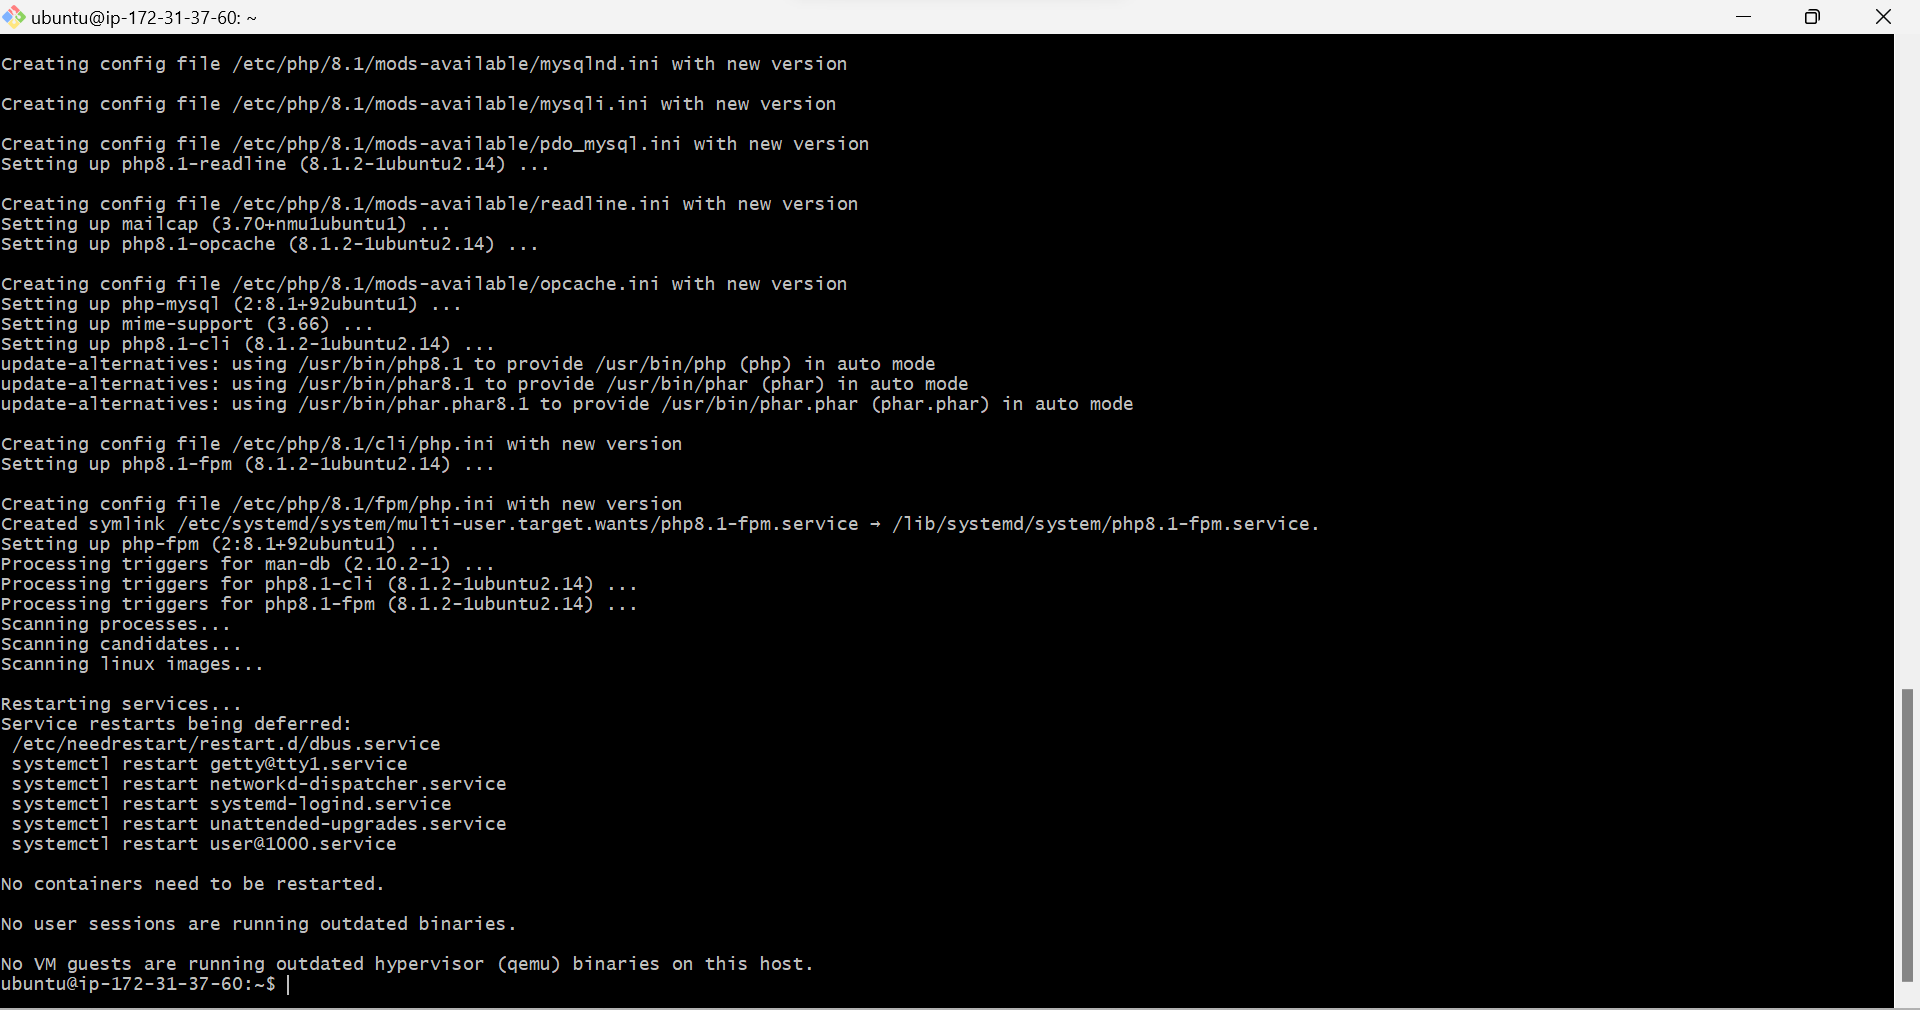 ubuntu@ip-172-31-37-60: ~
Creating config file /etc/php/8.1/mods-available/mysqlnd.ini with new version
Creating config file /etc/php/8.1/mods-available/mysqli.ini with new version
Creating config file /etc/php/8.1/mods-available/pdo_mysql.ini with new version
Setting up php8.1-readline (8.1.2-1ubuntu2.14) ...
Creating config file /etc/php/8.1/mods-available/readline.ini with new version
Setting up mailcap (3.70+nmu1ubuntu1) ...
Setting up php8.1-opcache (8.1.2-1ubuntu2.14) ...
Creating config file /etc/php/8.1/mods-available/opcache.ini with new version
Setting up php-mysql (2:8.1+92ubuntu1) ...
Setting up mime-support (3.66) ...
Setting up php8.1-cli (8.1.2-1ubuntu2.14) ...
update-alternatives: using /usr/bin/php8.1 to provide /usr/bin/php (php) in auto mode
update-alternatives: using /usr/bin/phar8.1 to provide /usr/bin/phar (phar) in auto mode
update-alternatives: using /usr/bin/phar.phar8.1 to provide /usr/bin/phar.phar (phar.phar) in auto mode
Creating config file /etc/php/8.1/cli/php.ini with new version
Setting up php8.1-fpm (8.1.2-1ubuntu2.14) ...
Creating config file /etc/php/8.1/fpm/php.ini with new version
Created symlink /etc/systemd/system/multi-user.target.wants/php8.1-fpm.service → /lib/systemd/system/php8.1-fpm.service.
Setting up php-fpm (2:8.1+92ubuntu1) ...
Processing triggers for man-db (2.10.2-1) ...
Processing triggers for php8.1-cli (8.1.2-1ubuntu2.14) ...
Processing triggers for php8.1-fpm (8.1.2-1ubuntu2.14) ...
Scanning processes...
Scanning candidates...
Scanning linux images...
Restarting services...
Service restarts being deferred:
/etc/needrestart/restart.d/dbus.service
systemctl restart getty@tty1.service
systemctl restart networkd-dispatcher.service
systemctl restart systemd-logind.service
systemctl restart unattended-upgrades.service
systemctl restart user@1000.service
No containers need to be restarted.
No user sessions are running outdated binaries.
No VM guests are running outdated hypervisor (qemu) binaries on this host.
ubuntu@ip-172-31-37-60:~$